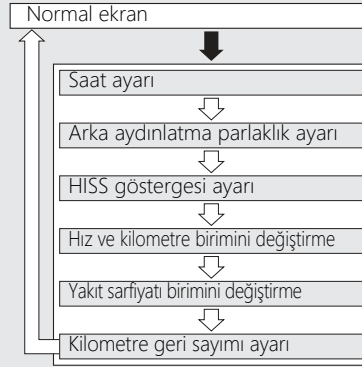 Normal ekran
Saat ayarı
Arka aydınlatma parlaklık ayarı
HISS göstergesi ayarı
Hız ve kilometre birimini değiştirme
Yakıt sarfiyatı birimini değiştirme
Kilometre geri sayımı ayarı